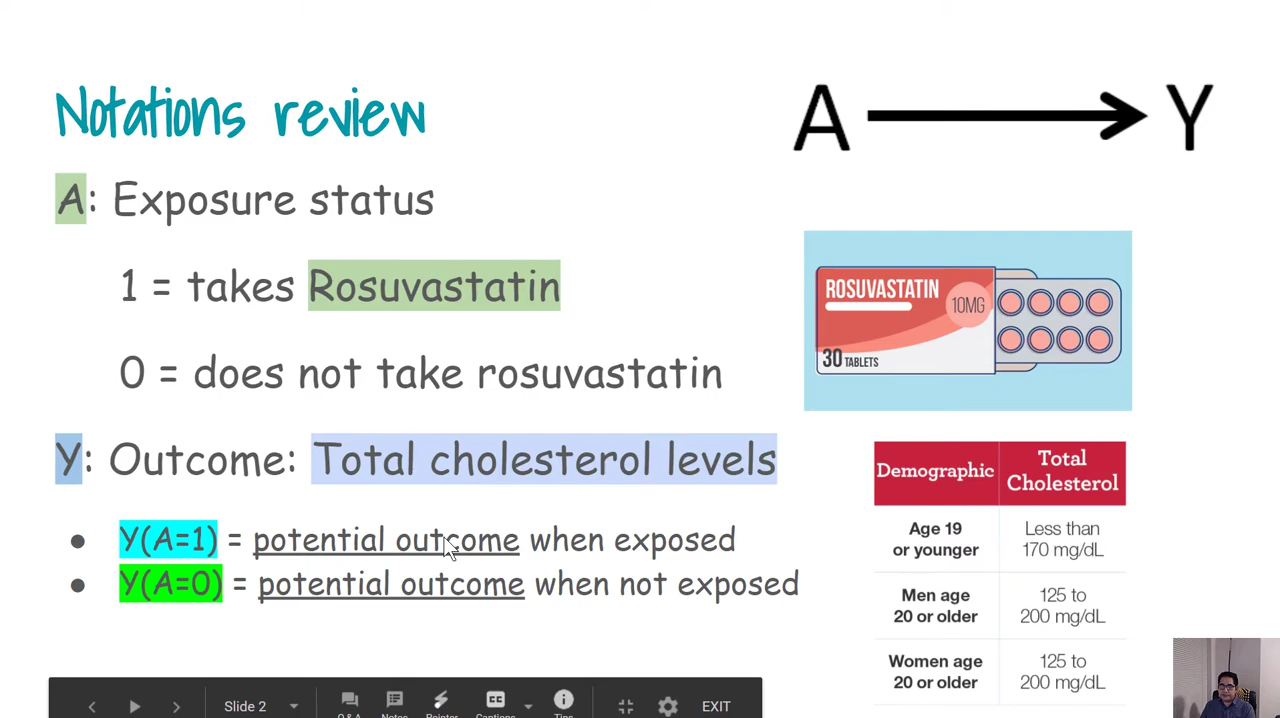 Notations review
A → Y
A: Exposure status
1 = takes Rosuvastatin
0 = does not take rosuvastatin
Y: Outcome: Total cholesterol levels
● Y(A=1) = potential outcome when exposed
● Y(A=0) = potential outcome when not exposed
ROSUVASTATIN
10MG
30 TABLETS
Demographic Total Cholesterol
Age 19 or younger Less than 170 mg/dL
Men age 20 or older 125 to 200 mg/dL
Women age 20 or older 125 to 200 mg/dL
Slide 2
Q & A Notes Pointer Captions Tips
EXIT